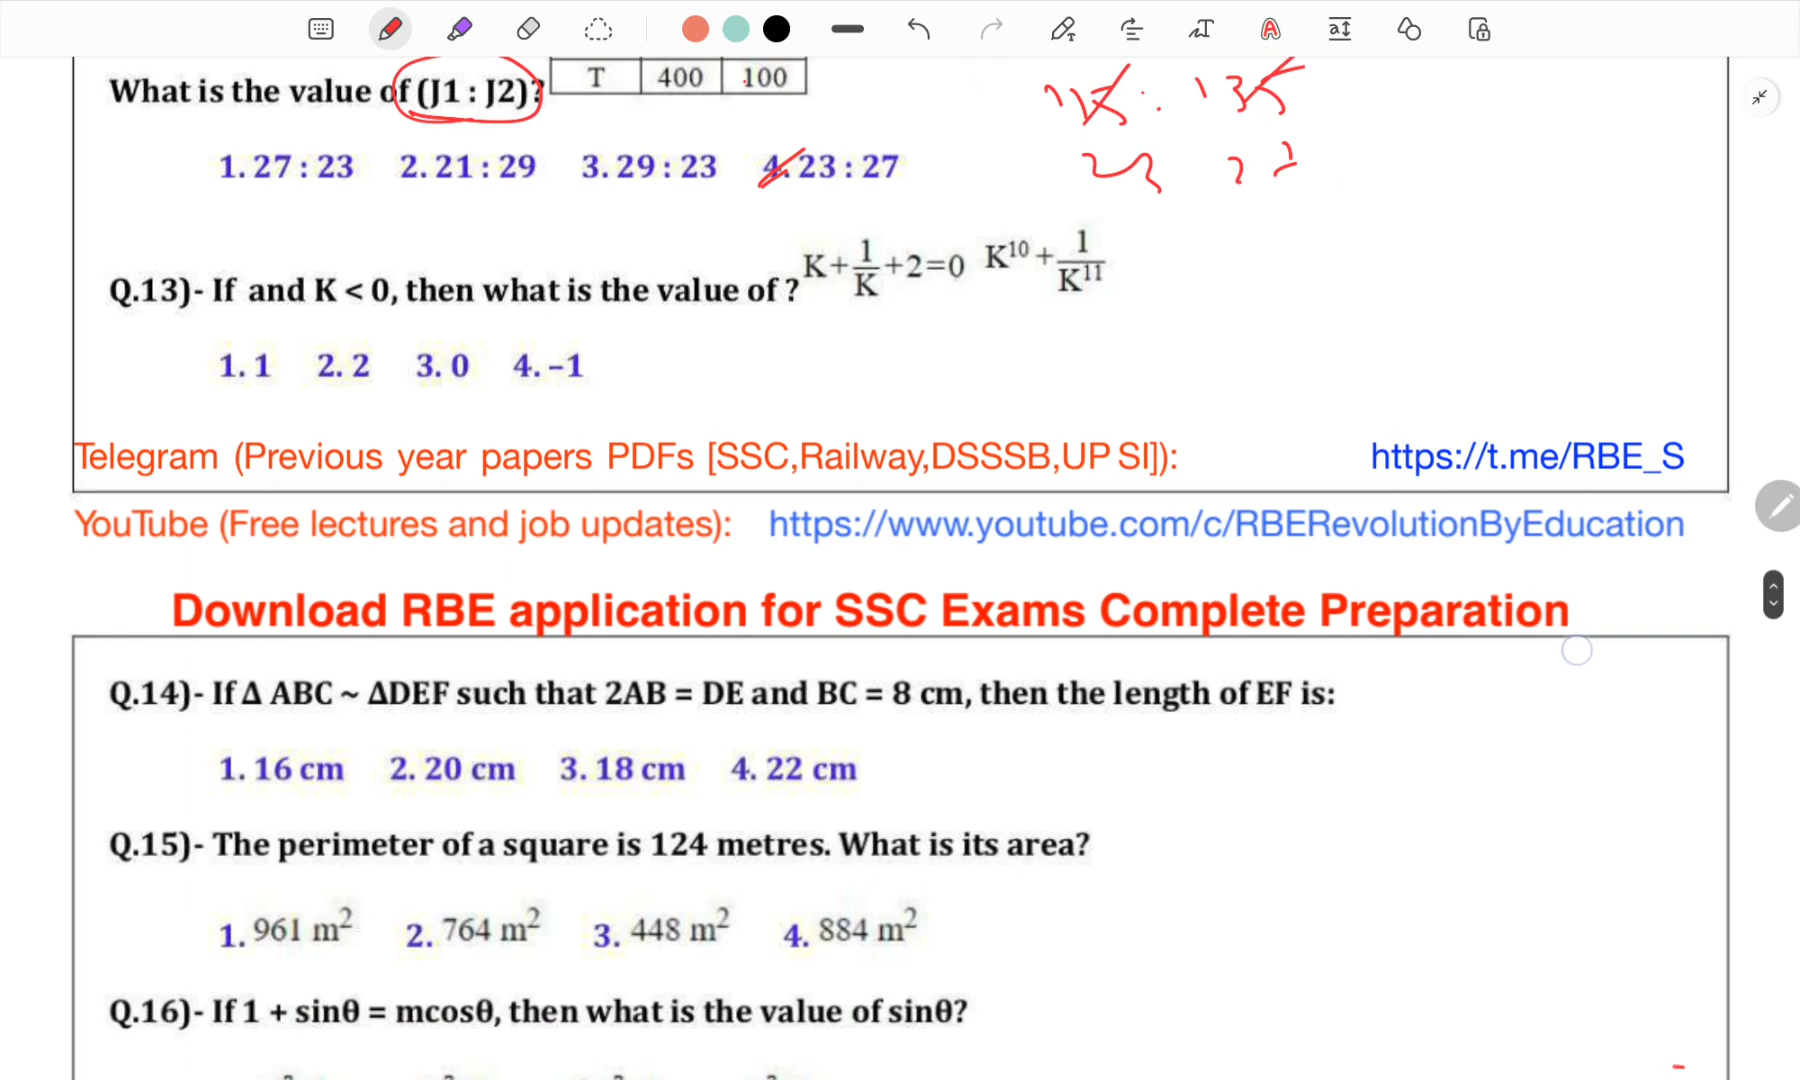 T 400 100
What is the value of (J1 : J2)?
1. 27 : 23 2. 21 : 29 3. 29 : 23 4. 23 : 27
23 27
K+1/K+2=0 K¹⁰+1/K¹¹
Q.13)- If and K < 0, then what is the value of ?
1. 1 2. 2 3. 0 4. –1
Telegram (Previous year papers PDFs [SSC,Railway,DSSSB,UP SI]): https://t.me/RBE_S
YouTube (Free lectures and job updates): https://www.youtube.com/c/RBERevolutionByEducation
Download RBE application for SSC Exams Complete Preparation
Q.14)- If Δ ABC ~ ΔDEF such that 2AB = DE and BC = 8 cm, then the length of EF is:
1. 16 cm 2. 20 cm 3. 18 cm 4. 22 cm
Q.15)- The perimeter of a square is 124 metres. What is its area?
1. 961 m² 2. 764 m² 3. 448 m² 4. 884 m²
Q.16)- If 1 + sinθ = mcosθ, then what is the value of sinθ?